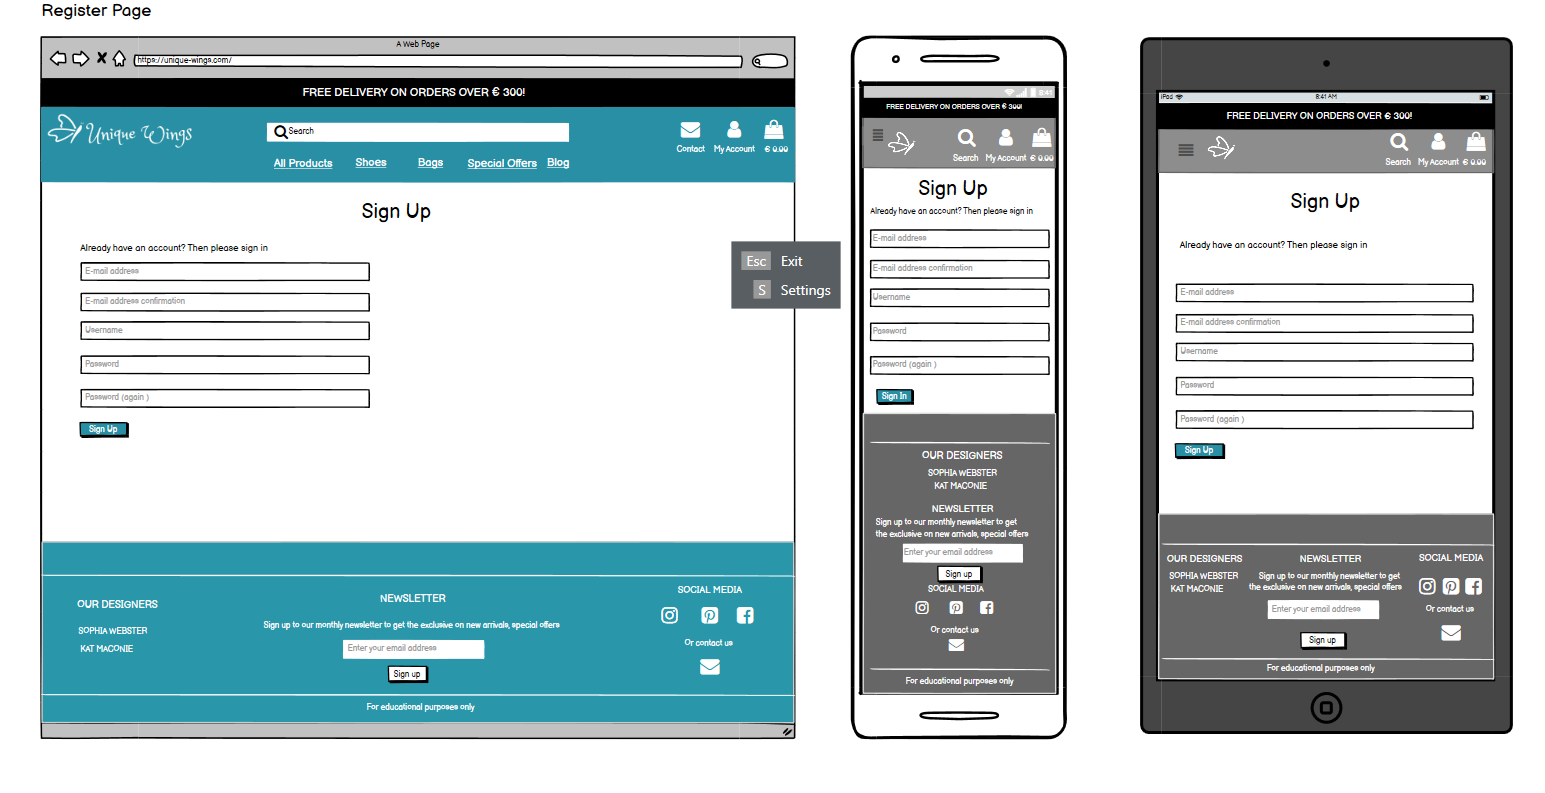 Register Page
A Web Page
https://unique-wings.com/
FREE DELIVERY ON ORDERS OVER € 300!
Unique Wings
Search
Contact
My Account
€ 0.00
All Products
Shoes
Bags
Special Offers
Blog
Sign Up
Already have an account? Then please sign in
E-mail address
E-mail address confirmation
Username
Password
Password (again )
Sign Up
OUR DESIGNERS
SOPHIA WEBSTER
KAT MACONIE
NEWSLETTER
Sign up to our monthly newsletter to get the exclusive on new arrivals, special offers
Enter your email address
Sign up
SOCIAL MEDIA
Or contact us
For educational purposes only
Esc Exit
S Settings
8:41
FREE DELIVERY ON ORDERS OVER € 300!
Search
My Account
€ 0.00
Sign Up
Already have an account? Then please sign in
E-mail address
E-mail address confirmation
Username
Password
Password (again )
Sign In
OUR DESIGNERS
SOPHIA WEBSTER
KAT MACONIE
NEWSLETTER
Sign up to our monthly newsletter to get
the exclusive on new arrivals, special offers
Enter your email address
Sign up
SOCIAL MEDIA
Or contact us
For educational purposes only
iPad
8:41 AM
FREE DELIVERY ON ORDERS OVER € 300!
Search
My Account
€ 0.00
Sign Up
Already have an account? Then please sign in
E-mail address
E-mail address confirmation
Username
Password
Password (again )
Sign Up
OUR DESIGNERS
SOPHIA WEBSTER
KAT MACONIE
NEWSLETTER
Sign up to our monthly newsletter to get
the exclusive on new arrivals, special offers
Enter your email address
Sign up
SOCIAL MEDIA
Or contact us
For educational purposes only